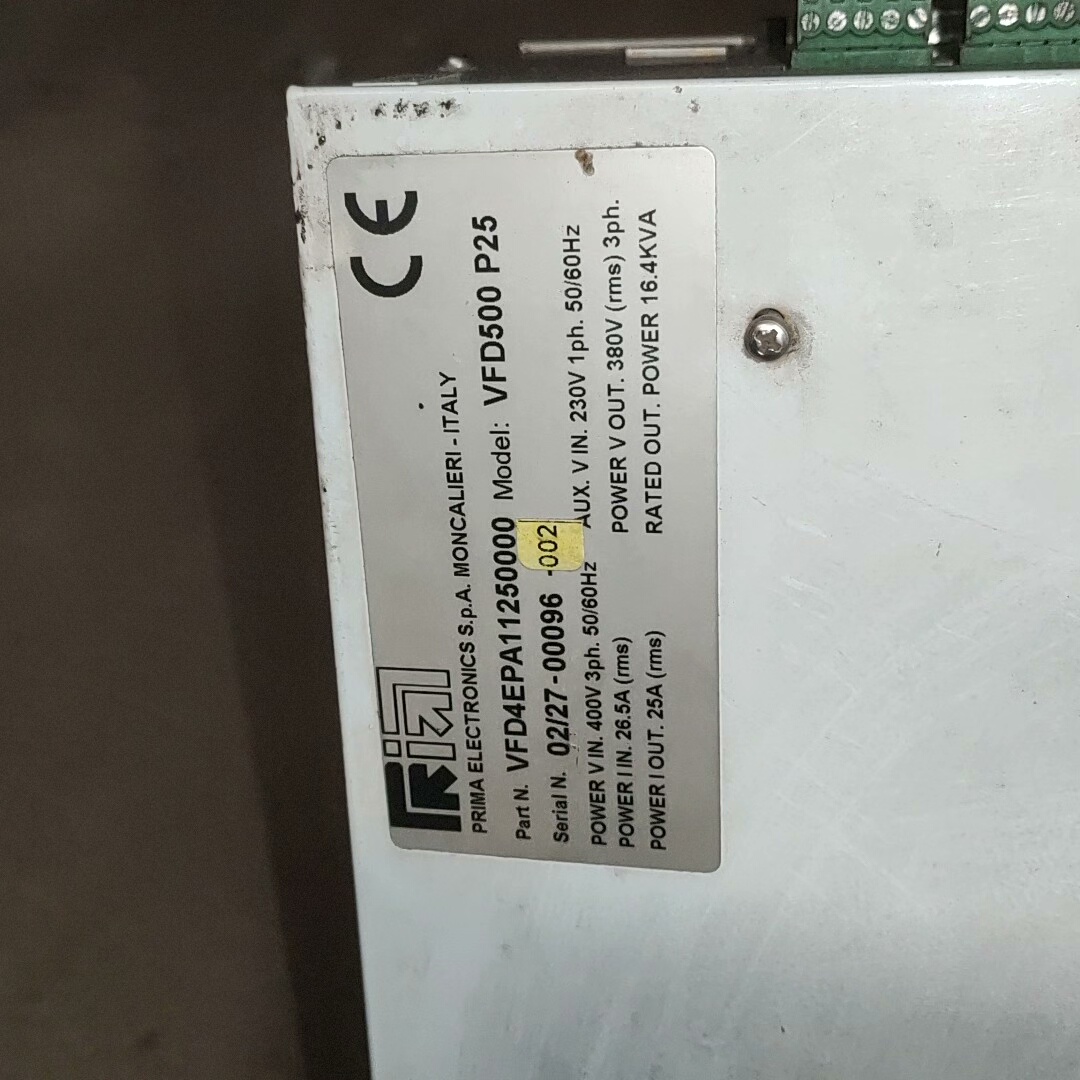 PRIMA
CE
PRIMA ELECTRONICS S.p.A. MONCALIERI - ITALY
Part N. VFD4EPA11250000 Model: VFD500 P25
Serial N. 02/27-00096 -002
POWER V IN. 400V 3ph. 50/60Hz AUX. V IN. 230V 1ph. 50/60Hz
POWER I IN. 26.5A (rms) POWER V OUT. 380V (rms) 3ph.
POWER I OUT. 25A (rms) RATED OUT. POWER 16.4KVA